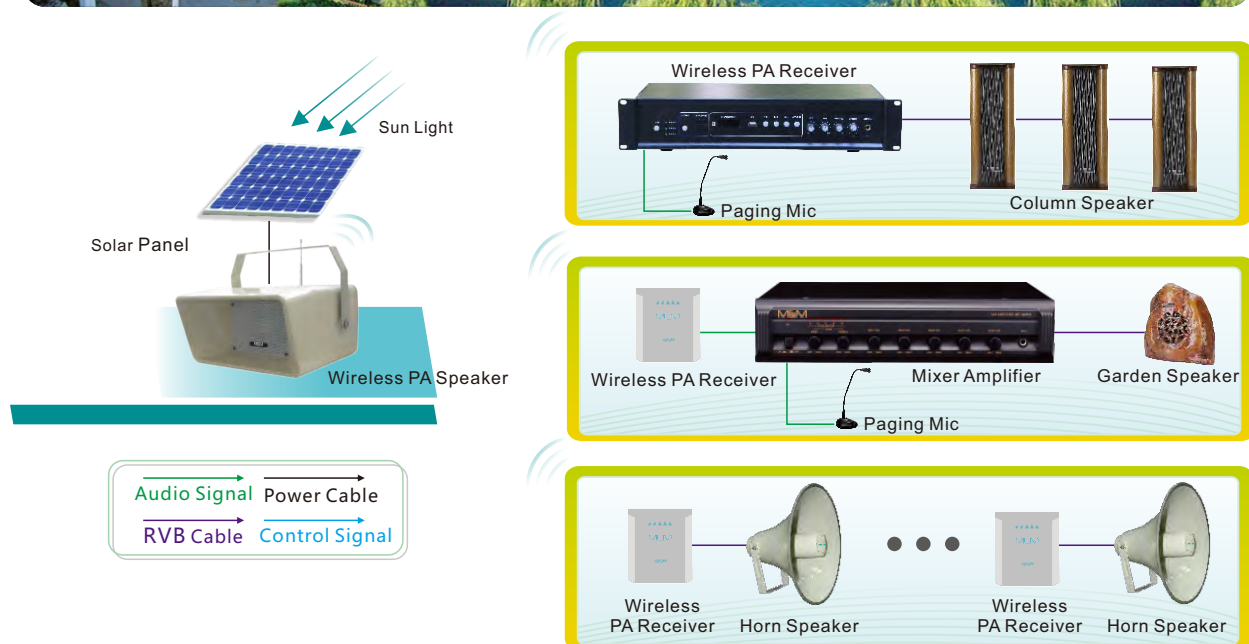 Sun Light
Solar Panel
Wireless PA Speaker
Audio Signal
Power Cable
RVB Cable
Control Signal
Wireless PA Receiver
Column Speaker
Paging Mic
Wireless PA Receiver
Mixer Amplifier
Garden Speaker
Paging Mic
Wireless
PA Receiver
Horn Speaker
Wireless
PA Receiver
Horn Speaker